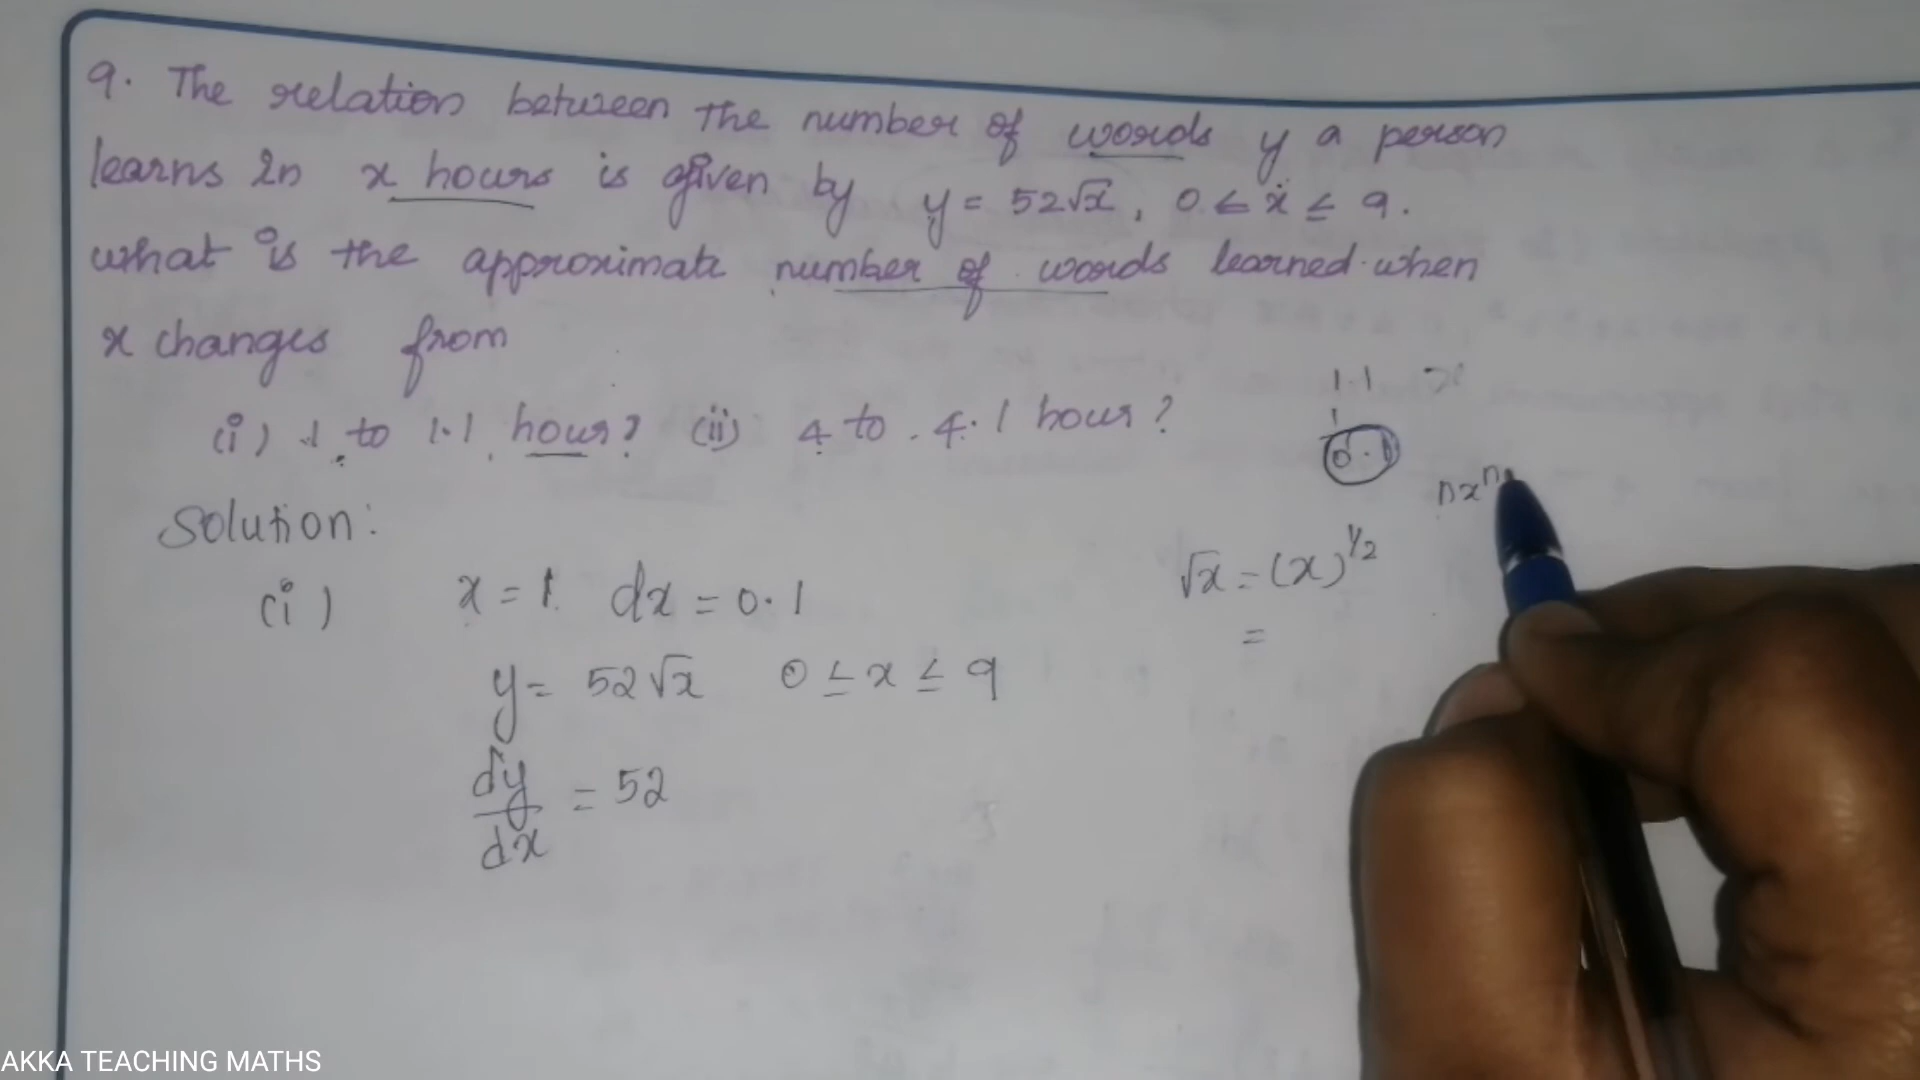 9. The relation between the number of words y a person
learns in x hours is given by y = 52√x, 0 ≤ x ≤ 9.
what is the approximate number of words learned when
x changes from
(i) 1 to 1.1 hour? (ii) 4 to 4.1 hour?
1.1
1
0.1
nxⁿ
Solution:
√x = (x)^1/2
=
(i) x = 1 dx = 0.1
y = 52√x 0 ≤ x ≤ 9
dy/dx = 52
AKKA TEACHING MATHS